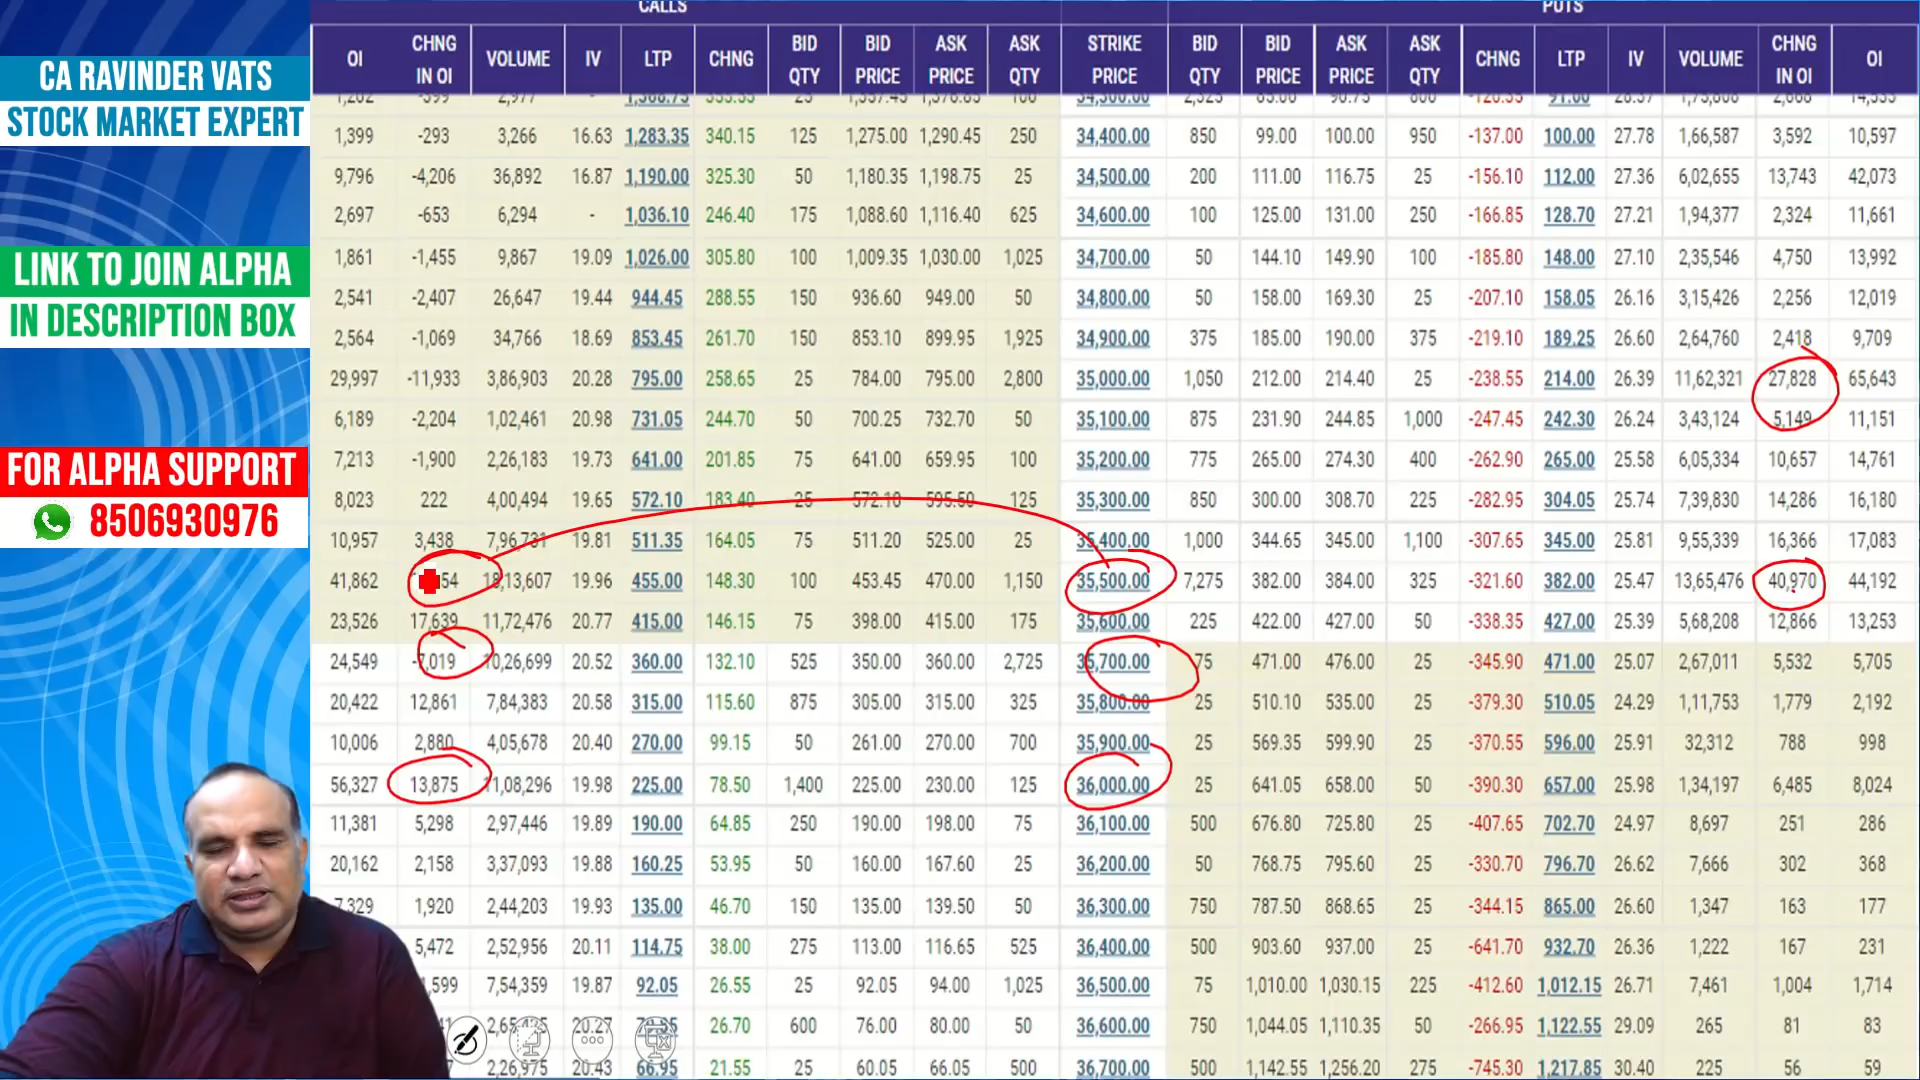 CA RAVINDER VATS
STOCK MARKET EXPERT
LINK TO JOIN ALPHA
IN DESCRIPTION BOX
FOR ALPHA SUPPORT
8506930976
CALLS PUTS
OI CHNG IN OI VOLUME IV LTP CHNG BID QTY BID PRICE ASK PRICE ASK QTY STRIKE PRICE BID QTY BID PRICE ASK PRICE ASK QTY CHNG LTP IV VOLUME CHNG IN OI OI
1,399 -293 3,266 16.63 1,283.35 340.15 125 1,275.00 1,290.45 250 34,400.00 850 99.00 100.00 950 -137.00 100.00 27.78 1,66,587 3,592 10,597
9,796 -4,206 36,892 16.87 1,190.00 325.30 50 1,180.35 1,198.75 25 34,500.00 200 111.00 116.75 25 -156.10 112.00 27.36 6,02,655 13,743 42,073
2,697 -653 6,294 - 1,036.10 246.40 175 1,088.60 1,116.40 625 34,600.00 100 125.00 131.00 250 -166.85 128.70 27.21 1,94,377 2,324 11,661
1,861 -1,455 9,867 19.09 1,026.00 305.80 100 1,009.35 1,030.00 1,025 34,700.00 50 144.10 149.90 100 -185.80 148.00 27.10 2,35,546 4,750 13,992
2,541 -2,407 26,647 19.44 944.45 288.55 150 936.60 949.00 50 34,800.00 50 158.00 169.30 25 -207.10 158.05 26.16 3,15,426 2,256 12,019
2,564 -1,069 34,766 18.69 853.45 261.70 150 853.10 899.95 1,925 34,900.00 375 185.00 190.00 375 -219.10 189.25 26.60 2,64,760 2,418 9,709
29,997 -11,933 3,86,903 20.28 795.00 258.65 25 784.00 795.00 2,800 35,000.00 1,050 212.00 214.40 25 -238.55 214.00 26.39 11,62,321 27,828 65,643
6,189 -2,204 1,02,461 20.98 731.05 244.70 50 700.25 732.70 50 35,100.00 875 231.90 244.85 1,000 -247.45 242.30 26.24 3,43,124 5,149 11,151
7,213 -1,900 2,26,183 19.73 641.00 201.85 75 641.00 659.95 100 35,200.00 775 265.00 274.30 400 -262.90 265.00 25.58 6,05,334 10,657 14,761
8,023 222 4,00,494 19.65 572.10 183.40 25 572.10 595.50 125 35,300.00 850 300.00 308.70 225 -282.95 304.05 25.74 7,39,830 14,286 16,180
10,957 3,438 7,96,731 19.81 511.35 164.05 75 511.20 525.00 25 35,400.00 1,000 344.65 345.00 1,100 -307.65 345.00 25.81 9,55,339 16,366 17,083
41,862 18,13,607 19.96 455.00 148.30 100 453.45 470.00 1,150 35,500.00 7,275 382.00 384.00 325 -321.60 382.00 25.47 13,65,476 40,970 44,192
23,526 17,639 11,72,476 20.77 415.00 146.15 75 398.00 415.00 175 35,600.00 225 422.00 427.00 50 -338.35 427.00 25.39 5,68,208 12,866 13,253
24,549 -7,019 10,26,699 20.52 360.00 132.10 525 350.00 360.00 2,725 35,700.00 75 471.00 476.00 25 -345.90 471.00 25.07 2,67,011 5,532 5,705
20,422 12,861 7,84,383 20.58 315.00 115.60 875 305.00 315.00 325 35,800.00 25 510.10 535.00 25 -379.30 510.05 24.29 1,11,753 1,779 2,192
10,006 2,880 4,05,678 20.40 270.00 99.15 50 261.00 270.00 700 35,900.00 25 569.35 599.90 25 -370.55 596.00 25.91 32,312 788 998
56,327 13,875 11,08,296 19.98 225.00 78.50 1,400 225.00 230.00 125 36,000.00 25 641.05 658.00 50 -390.30 657.00 25.98 1,34,197 6,485 8,024
11,381 5,298 2,97,446 19.89 190.00 64.85 250 190.00 198.00 75 36,100.00 500 676.80 725.80 25 -407.65 702.70 24.97 8,697 251 286
20,162 2,158 3,37,093 19.88 160.25 53.95 50 160.00 167.60 25 36,200.00 50 768.75 795.60 25 -330.70 796.70 26.62 7,666 302 368
7,329 1,920 2,44,203 19.93 135.00 46.70 150 135.00 139.50 50 36,300.00 750 787.50 868.65 25 -344.15 865.00 26.60 1,347 163 177
5,472 2,52,956 20.11 114.75 38.00 275 113.00 116.65 525 36,400.00 500 903.60 937.00 25 -641.70 932.70 26.36 1,222 167 231
7,54,359 19.87 92.05 26.55 25 92.05 94.00 1,025 36,500.00 75 1,010.00 1,030.15 225 -412.60 1,012.15 26.71 7,461 1,004 1,714
20.27 26.70 600 76.00 80.00 50 36,600.00 750 1,044.05 1,110.35 50 -266.95 1,122.55 29.09 265 81 83
2,26,975 20.43 66.95 21.55 25 60.05 66.05 500 36,700.00 500 1,142.55 1,256.20 275 -745.30 1,217.85 30.40 225 56 59